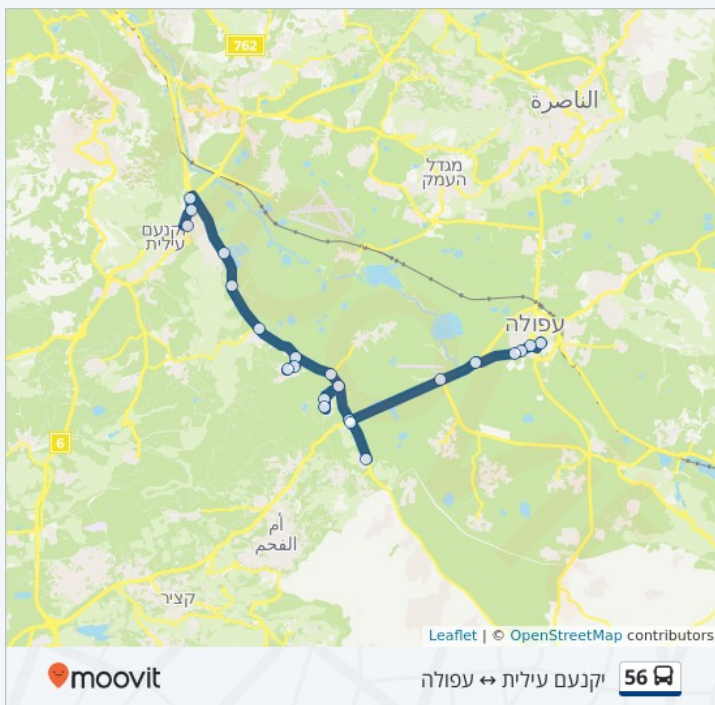 762
الناصرة
מגדל
העמק
יקנעם
עילית
עפולה
6
أم
الفحم
קציר
Leaflet | © OpenStreetMap contributors
moovit
יקנעם עילית ↔ עפולה
56